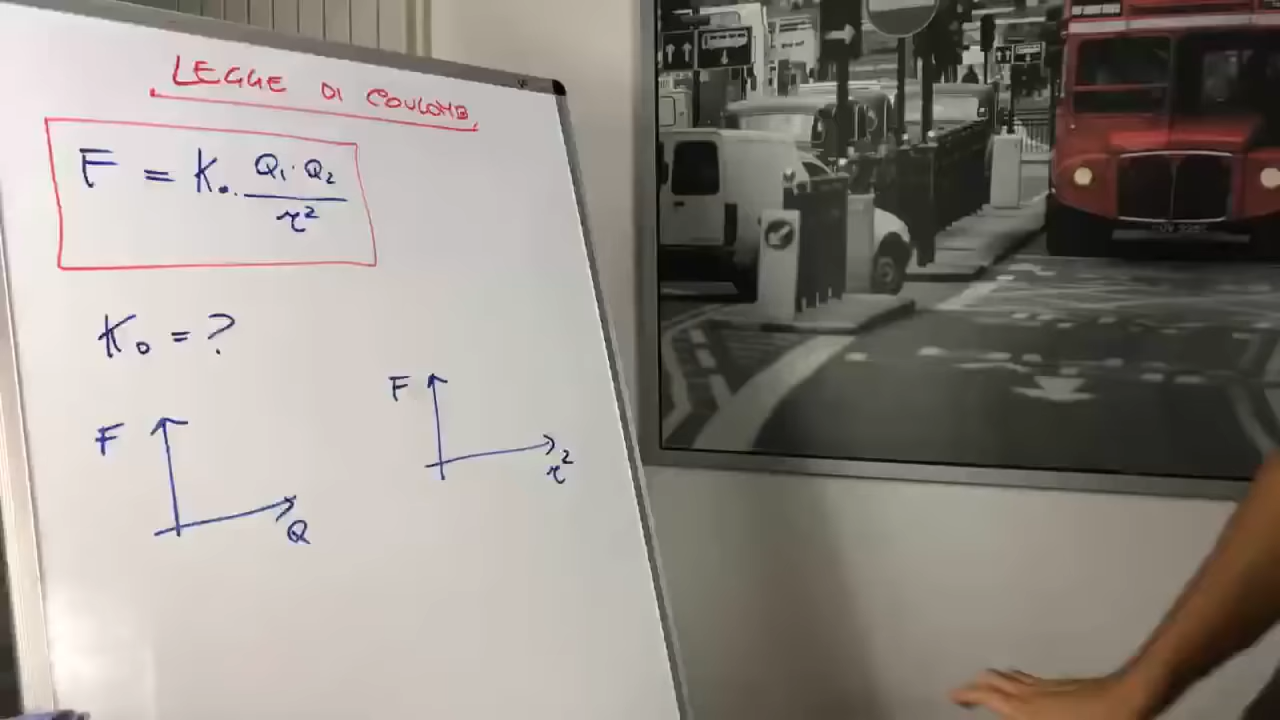 LEGGE DI COULOMB
F = K₀ · Q₁ · Q₂ / r²
K₀ = ?
F
r²
F
Q